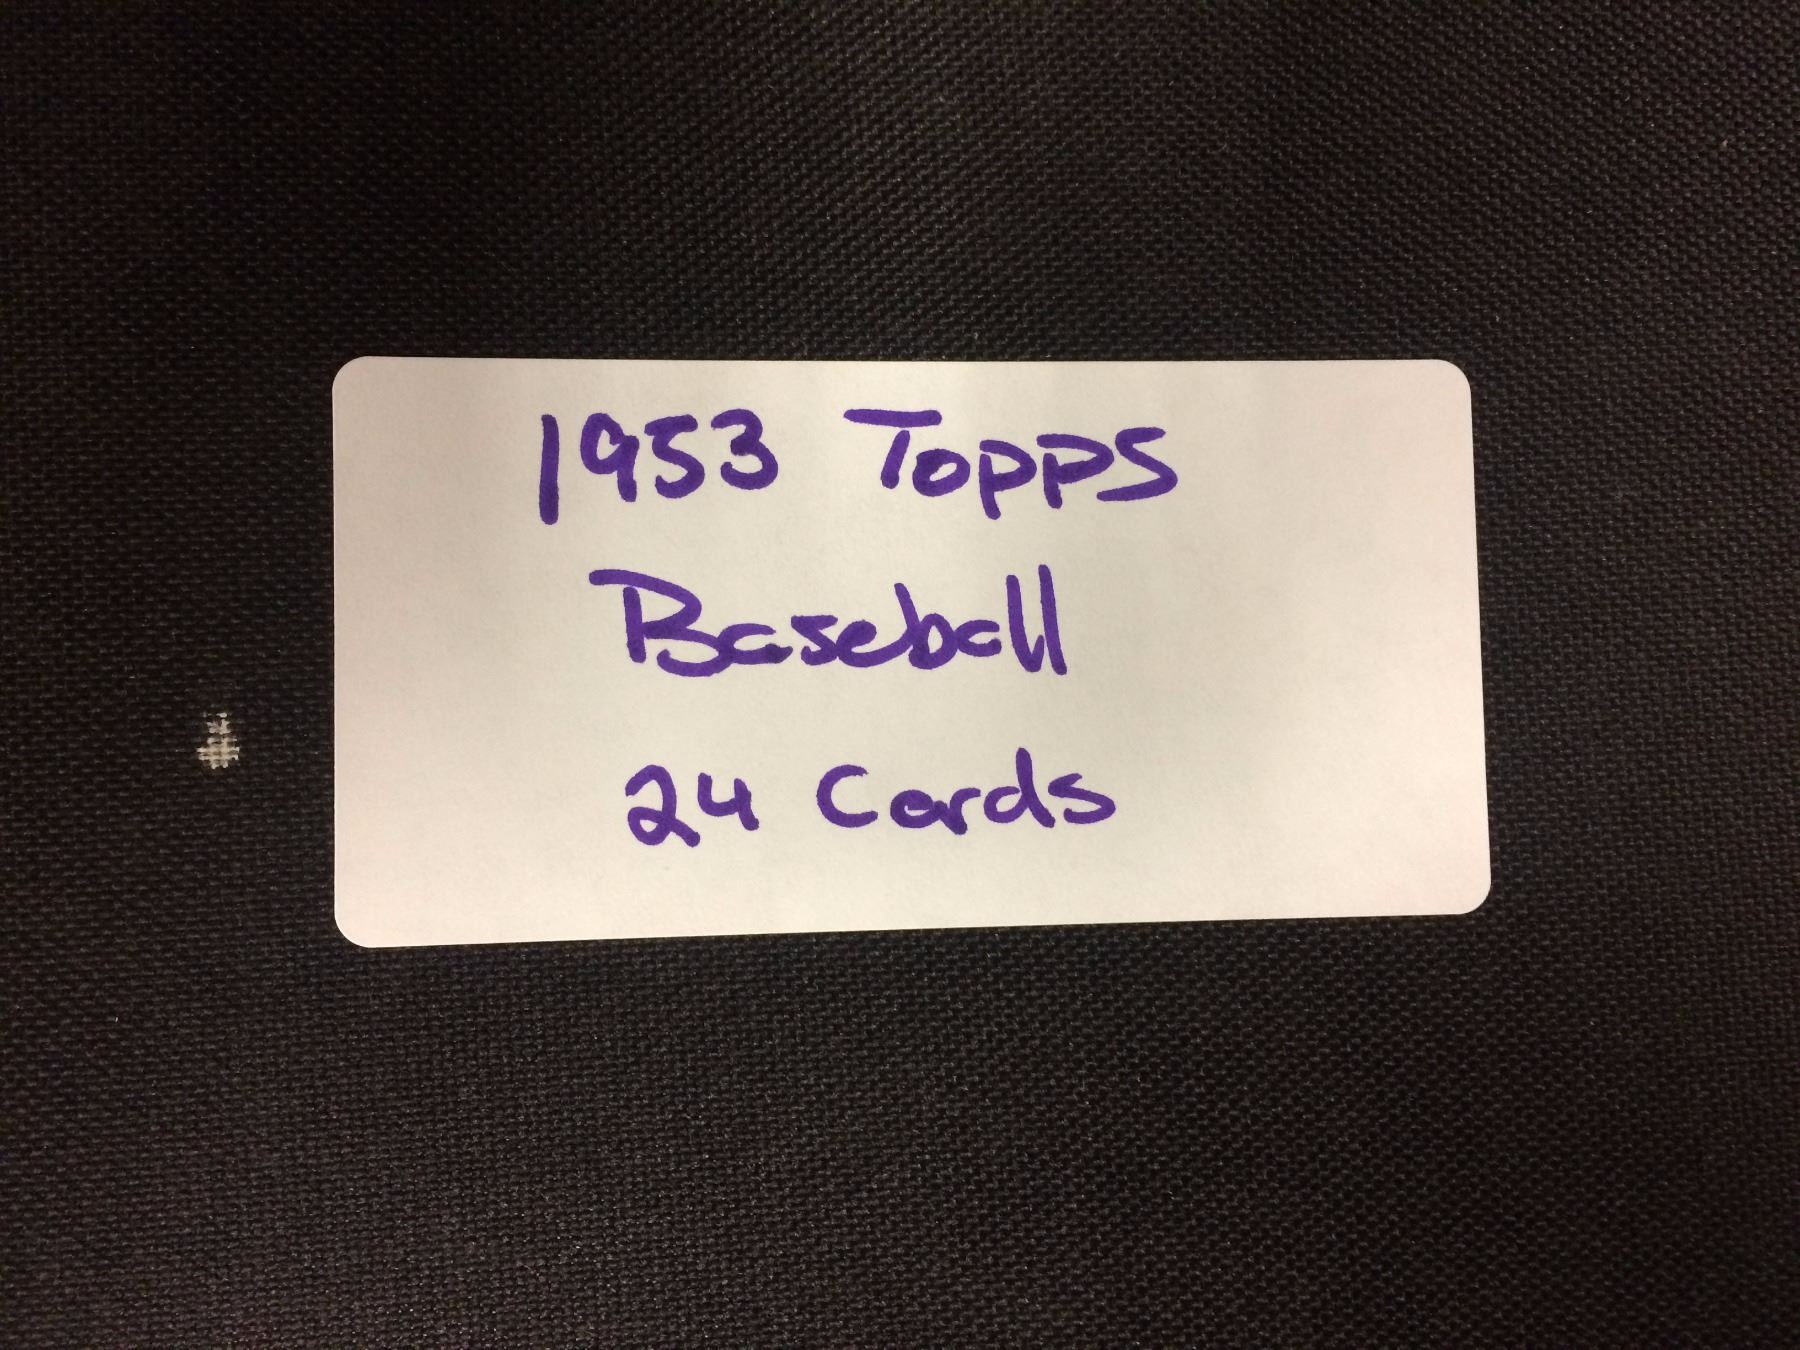 1953 Topps
Baseball
24 Cards